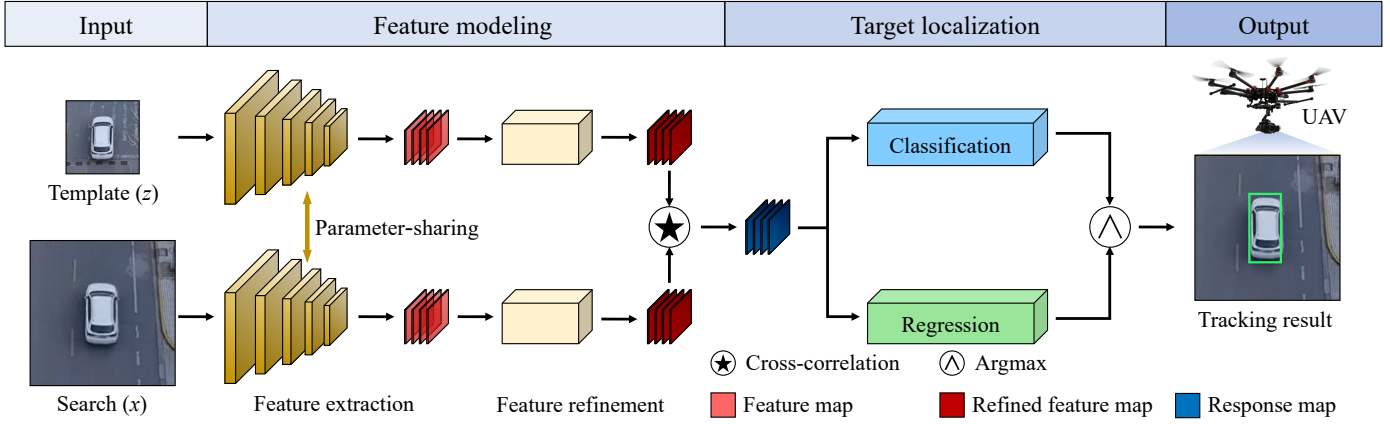 Input
Feature modeling
Target localization
Output
Template (z)
Parameter-sharing
Search (x)
Feature extraction
Feature refinement
Classification
Regression
UAV
Tracking result
Cross-correlation
Argmax
Feature map
Refined feature map
Response map